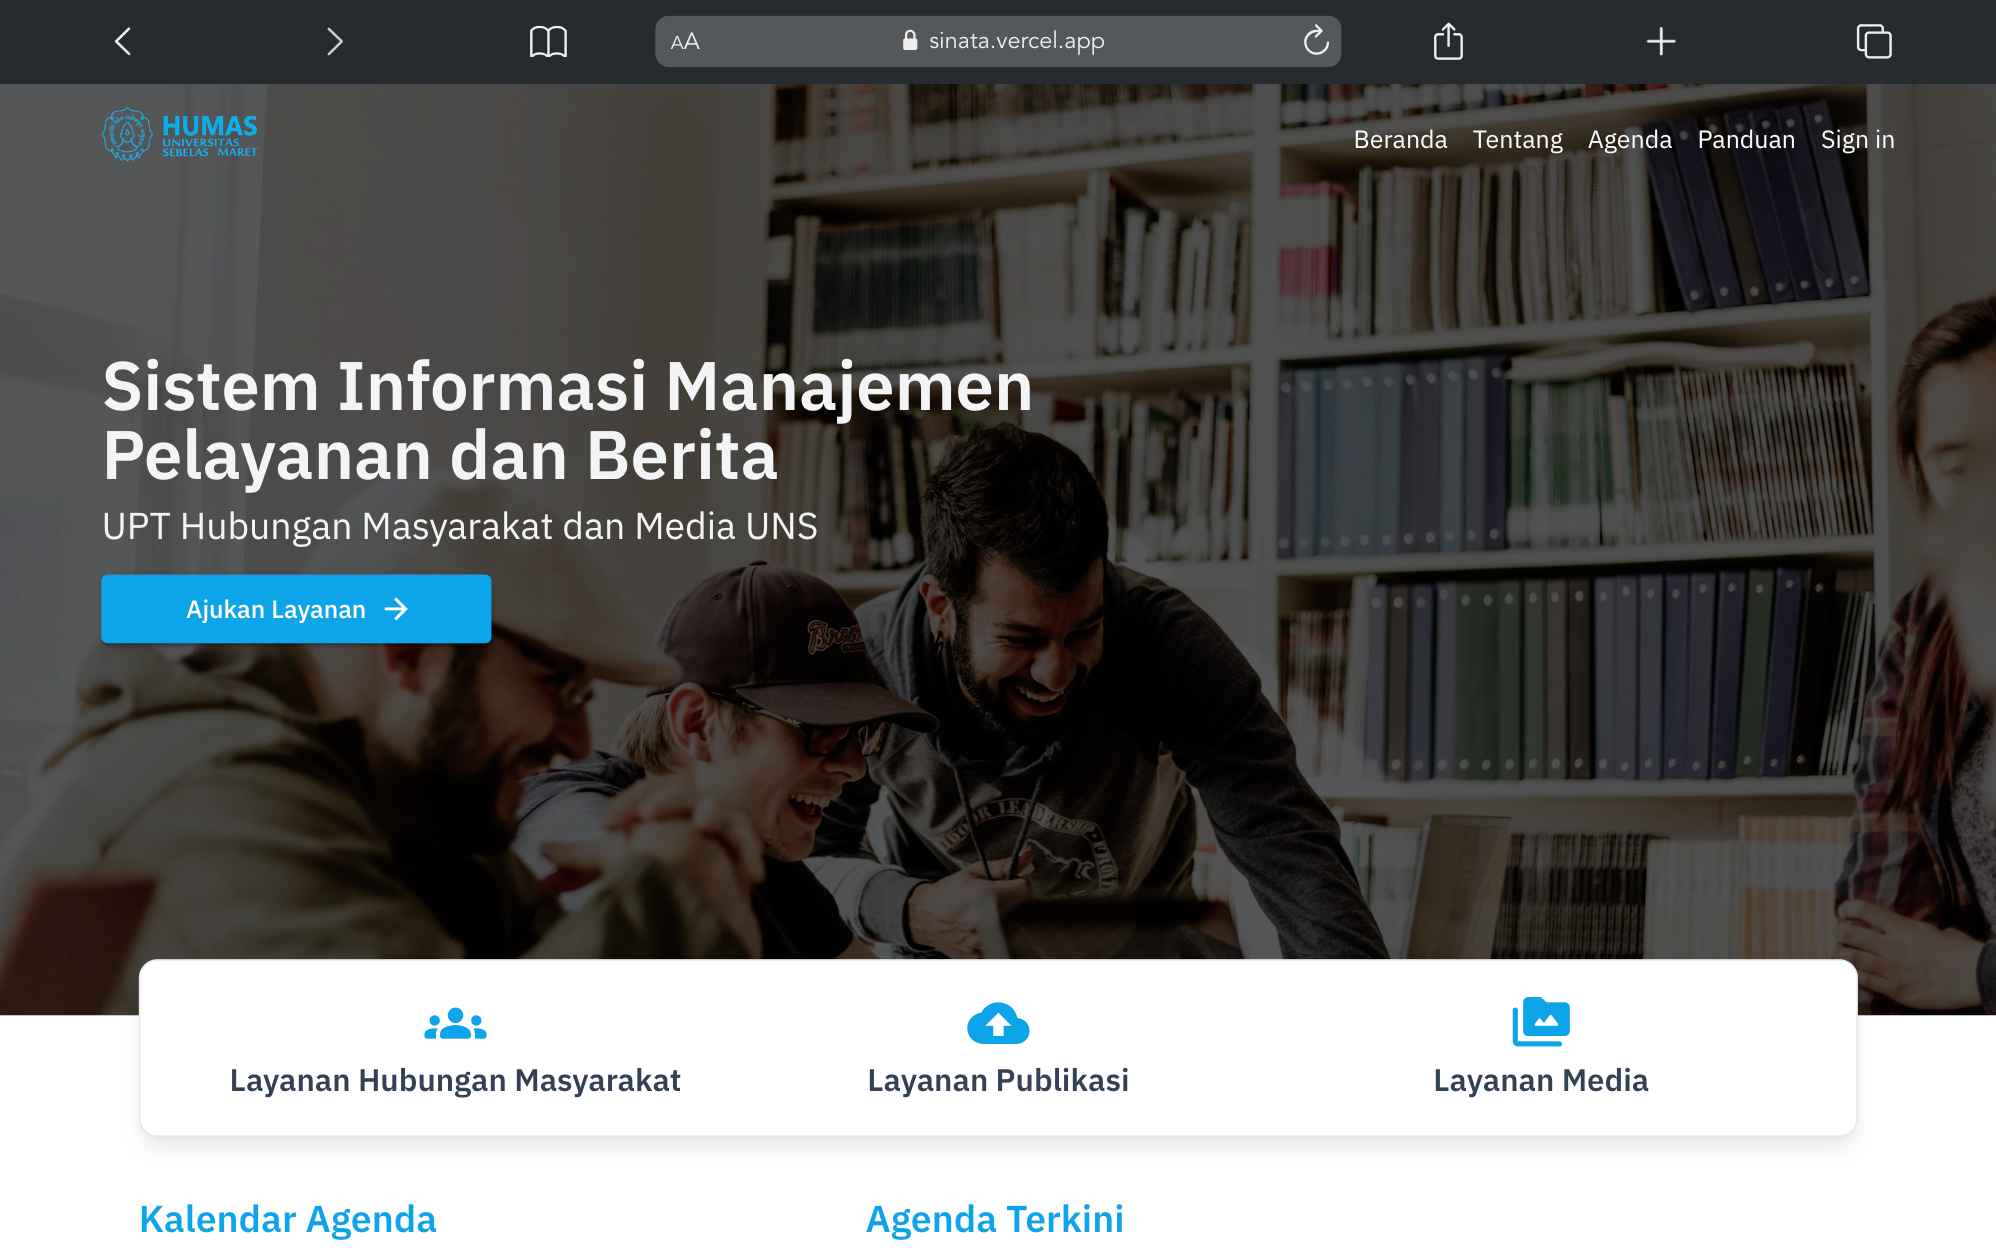 AA
sinata.vercel.app
HUMAS
UNIVERSITAS
SEBELAS MARET
Beranda Tentang Agenda Panduan Sign in
Sistem Informasi Manajemen
Pelayanan dan Berita
UPT Hubungan Masyarakat dan Media UNS
Ajukan Layanan →
Layanan Hubungan Masyarakat
Layanan Publikasi
Layanan Media
Kalendar Agenda
Agenda Terkini